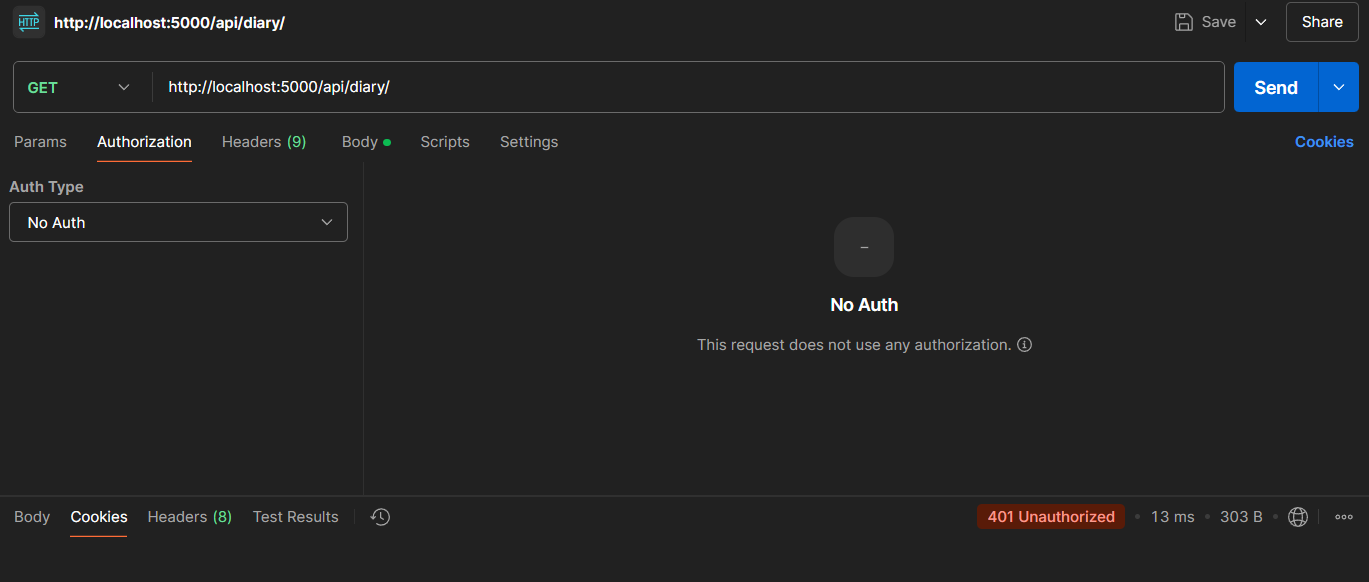 HTTP http://localhost:5000/api/diary/ Save Share
GET http://localhost:5000/api/diary/ Send
Params Authorization Headers (9) Body Scripts Settings Cookies
Auth Type
No Auth
–
No Auth
This request does not use any authorization.
Body Cookies Headers (8) Test Results 401 Unauthorized • 13 ms • 303 B •